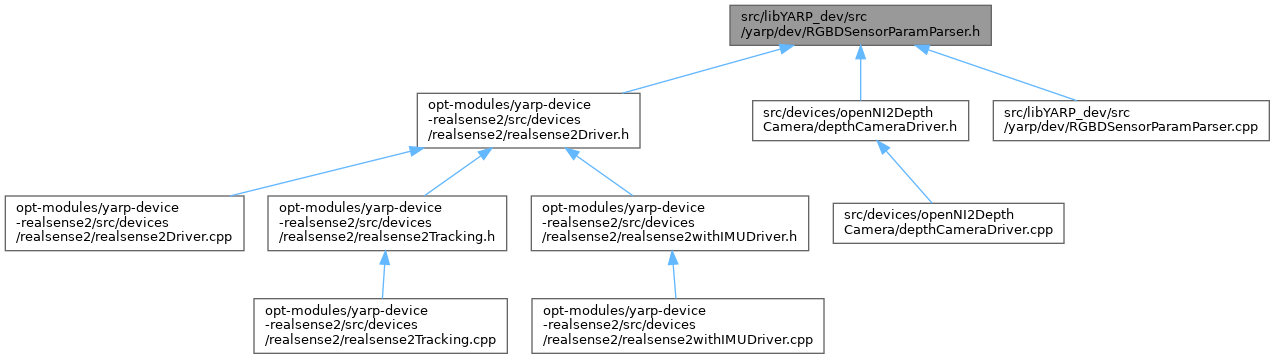 src/libYARP_dev/src
/yarp/dev/RGBDSensorParamParser.h
opt-modules/yarp-device
-realsense2/src/devices
/realsense2/realsense2Driver.h
src/devices/openNI2Depth
Camera/depthCameraDriver.h
src/libYARP_dev/src
/yarp/dev/RGBDSensorParamParser.cpp
opt-modules/yarp-device
-realsense2/src/devices
/realsense2/realsense2Driver.cpp
opt-modules/yarp-device
-realsense2/src/devices
/realsense2/realsense2Tracking.h
opt-modules/yarp-device
-realsense2/src/devices
/realsense2/realsense2withIMUDriver.h
src/devices/openNI2Depth
Camera/depthCameraDriver.cpp
opt-modules/yarp-device
-realsense2/src/devices
/realsense2/realsense2Tracking.cpp
opt-modules/yarp-device
-realsense2/src/devices
/realsense2/realsense2withIMUDriver.cpp